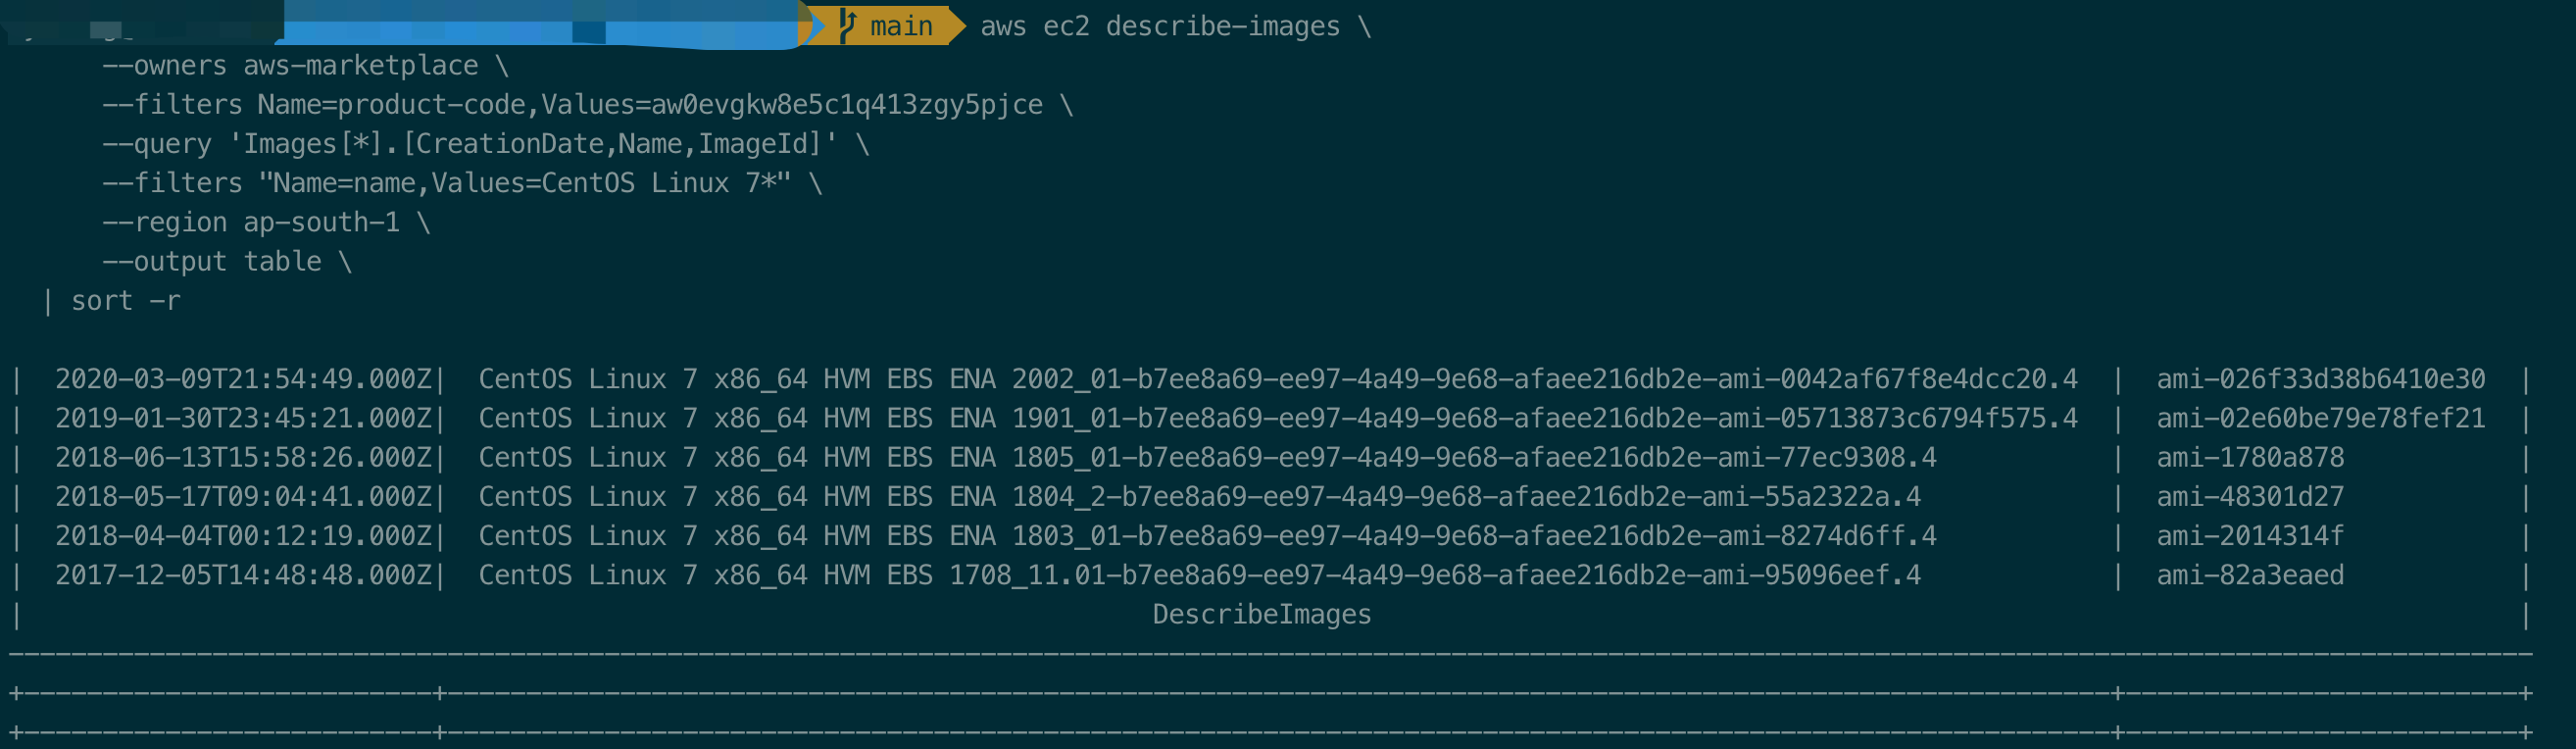 main aws ec2 describe-images \
--owners aws-marketplace \
--filters Name=product-code,Values=aw0evgkw8e5c1q413zgy5pjce \
--query 'Images[*].[CreationDate,Name,ImageId]' \
--filters "Name=name,Values=CentOS Linux 7*" \
--region ap-south-1 \
--output table \
| sort -r
| 2020-03-09T21:54:49.000Z| CentOS Linux 7 x86_64 HVM EBS ENA 2002_01-b7ee8a69-ee97-4a49-9e68-afaee216db2e-ami-0042af67f8e4dcc20.4 | ami-026f33d38b6410e30 |
| 2019-01-30T23:45:21.000Z| CentOS Linux 7 x86_64 HVM EBS ENA 1901_01-b7ee8a69-ee97-4a49-9e68-afaee216db2e-ami-05713873c6794f575.4 | ami-02e60be79e78fef21 |
| 2018-06-13T15:58:26.000Z| CentOS Linux 7 x86_64 HVM EBS ENA 1805_01-b7ee8a69-ee97-4a49-9e68-afaee216db2e-ami-77ec9308.4 | ami-1780a878 |
| 2018-05-17T09:04:41.000Z| CentOS Linux 7 x86_64 HVM EBS ENA 1804_2-b7ee8a69-ee97-4a49-9e68-afaee216db2e-ami-55a2322a.4 | ami-48301d27 |
| 2018-04-04T00:12:19.000Z| CentOS Linux 7 x86_64 HVM EBS ENA 1803_01-b7ee8a69-ee97-4a49-9e68-afaee216db2e-ami-8274d6ff.4 | ami-2014314f |
| 2017-12-05T14:48:48.000Z| CentOS Linux 7 x86_64 HVM EBS 1708_11.01-b7ee8a69-ee97-4a49-9e68-afaee216db2e-ami-95096eef.4 | ami-82a3eaed |
| DescribeImages |